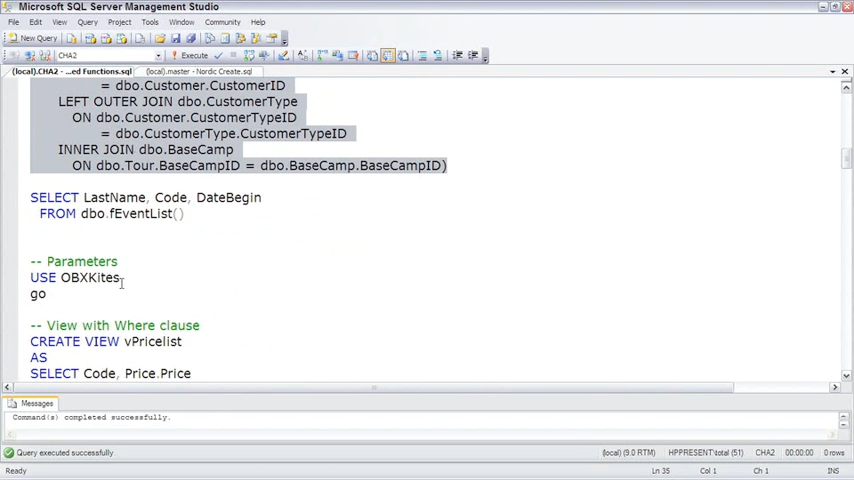 Microsoft SQL Server Management Studio
File Edit View Query Project Tools Window Community Help
New Query
CHA2 Execute
(local).CHA2 - ...ed Functions.sql (local).master - Nordic Create.sql
= dbo.Customer.CustomerID
LEFT OUTER JOIN dbo.CustomerType
ON dbo.Customer.CustomerTypeID
= dbo.CustomerType.CustomerTypeID
INNER JOIN dbo.BaseCamp
ON dbo.Tour.BaseCampID = dbo.BaseCamp.BaseCampID)
SELECT LastName, Code, DateBegin
FROM dbo.fEventList()
-- Parameters
USE OBXKites
go
-- View with Where clause
CREATE VIEW vPricelist
AS
SELECT Code, Price.Price
Messages
Command(s) completed successfully.
Query executed successfully. (local) (9.0 RTM) HPPRESENT\total (51) CHA2 00:00:00 0 rows
Ready Ln 35 Col 1 Ch 1 INS